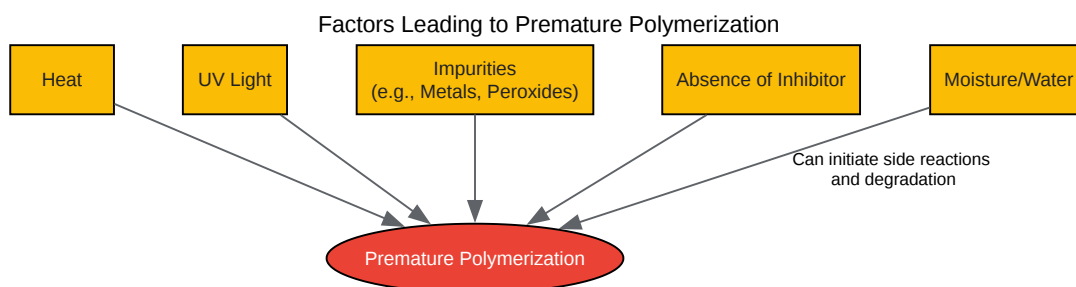 Factors Leading to Premature Polymerization
Heat
UV Light
Impurities
(e.g., Metals, Peroxides)
Absence of Inhibitor
Moisture/Water
Can initiate side reactions
and degradation
Premature Polymerization